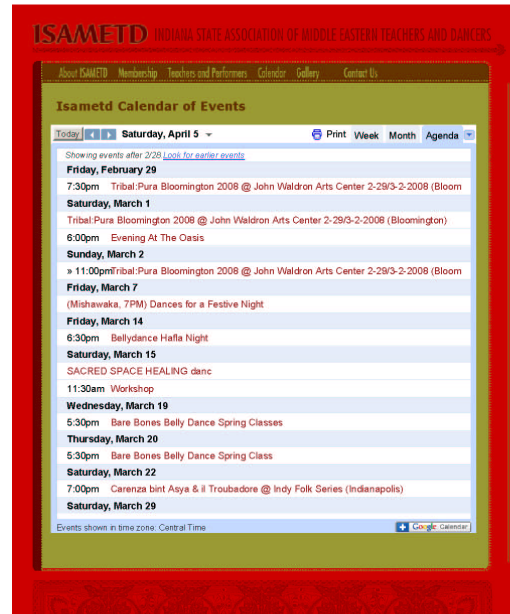 ISAMETD INDIANA STATE ASSOCIATION OF MIDDLE EASTERN TEACHERS AND DANCERS
About ISAMETD Membership Teachers and Performers Calendar Gallery Contact Us
Isametd Calendar of Events
Today Saturday, April 5 Print Week Month Agenda
Showing events after 2/28 Look for earlier events
Friday, February 29
7:30pm Tribal:Pura Bloomington 2008 @ John Waldron Arts Center 2-29/3-2-2008 (Bloom
Saturday, March 1
Tribal:Pura Bloomington 2008 @ John Waldron Arts Center 2-29/3-2-2008 (Bloomington)
6:00pm Evening At The Oasis
Sunday, March 2
» 11:00pm Tribal:Pura Bloomington 2008 @ John Waldron Arts Center 2-29/3-2-2008 (Bloom
Friday, March 7
(Mishawaka, 7PM) Dances for a Festive Night
Friday, March 14
6:30pm Bellydance Hafla Night
Saturday, March 15
SACRED SPACE HEALING danc
11:30am Workshop
Wednesday, March 19
5:30pm Bare Bones Belly Dance Spring Classes
Thursday, March 20
5:30pm Bare Bones Belly Dance Spring Class
Saturday, March 22
7:00pm Carenza bint Asya & il Troubadore @ Indy Folk Series (Indianapolis)
Saturday, March 29
Events shown in time zone: Central Time Google Calendar